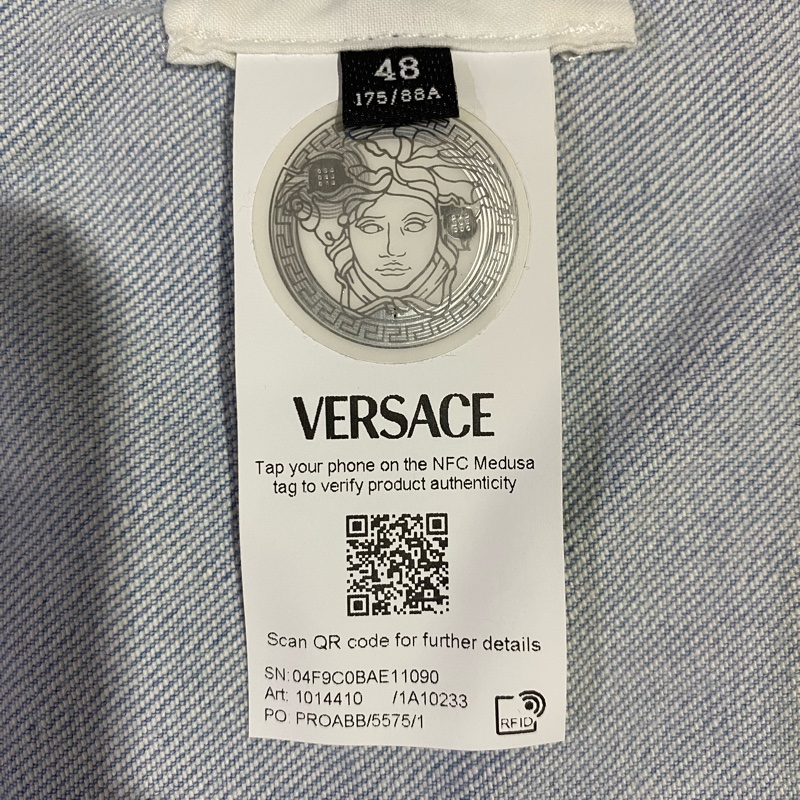 48
175/88A
VERSACE
Tap your phone on the NFC Medusa
tag to verify product authenticity
Scan QR code for further details
SN: 04F9C0BAE11090
Art: 1014410 /1A10233
PO: PROABB/5575/1
RFID